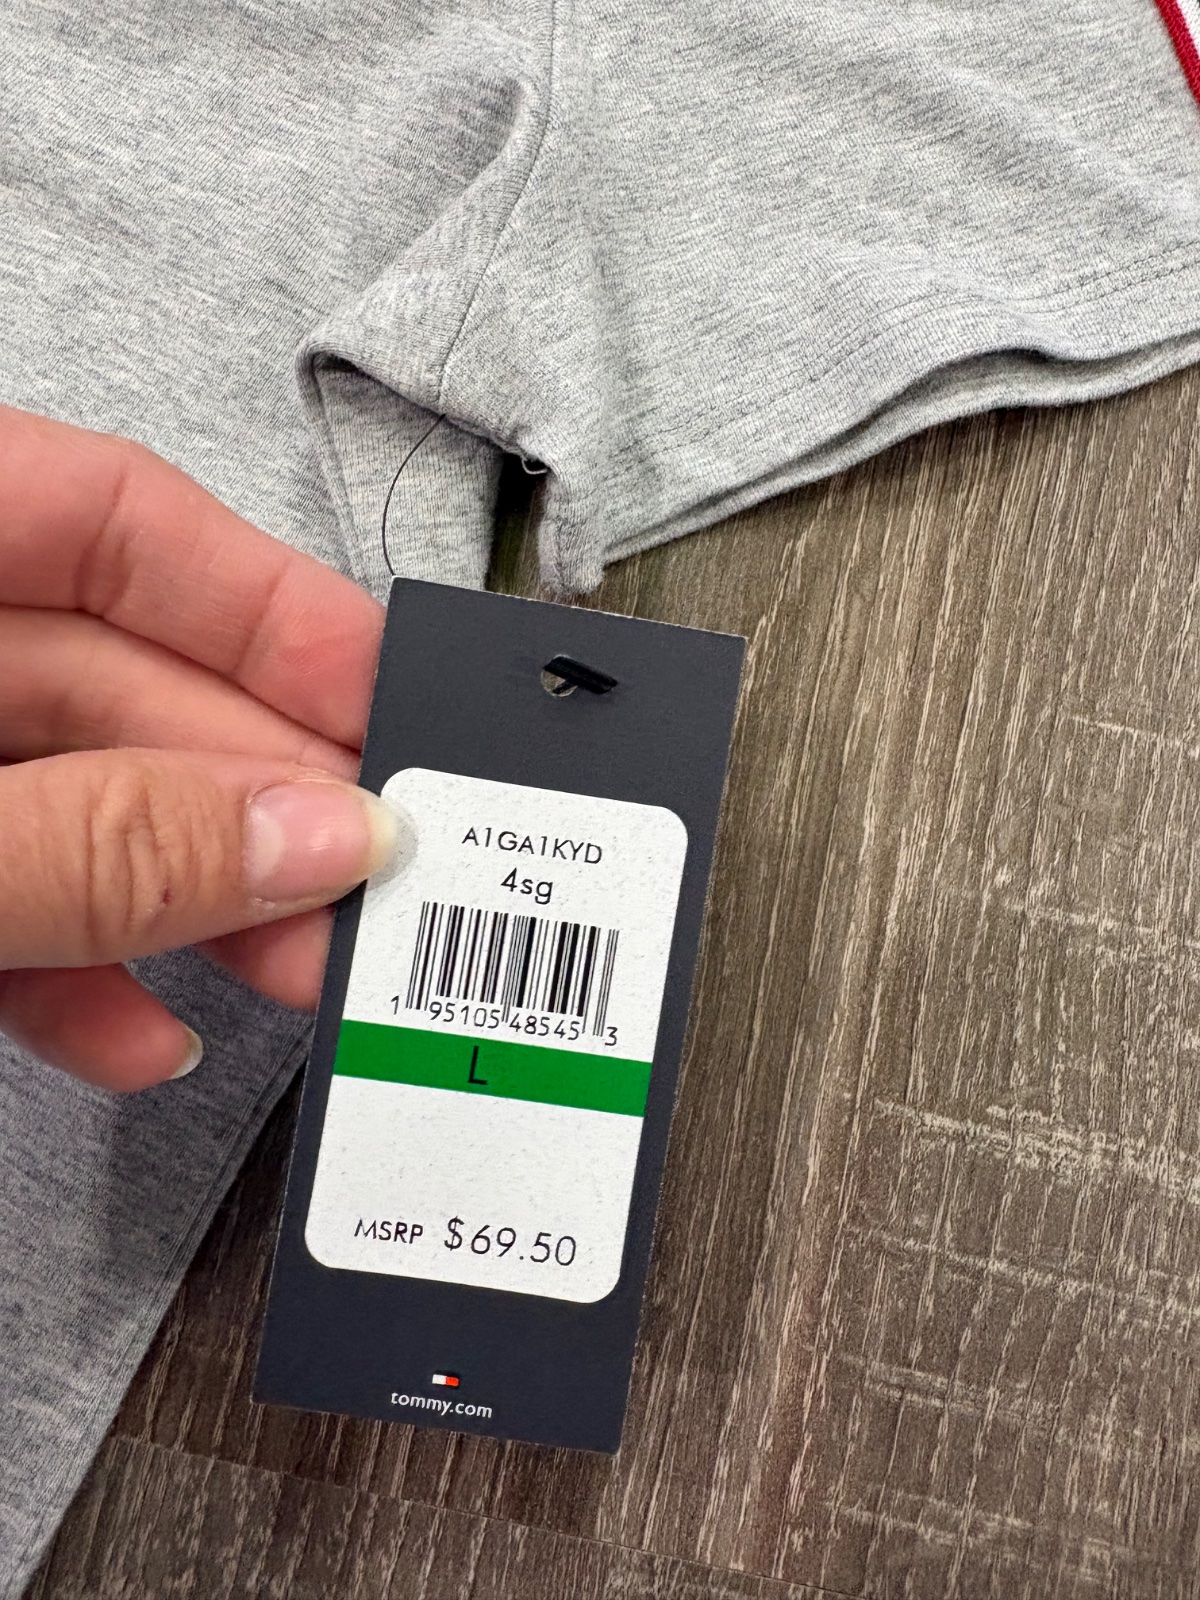 A1GA1KYD
4sg
1 95105 48545 3
L
MSRP $69.50
tommy.com